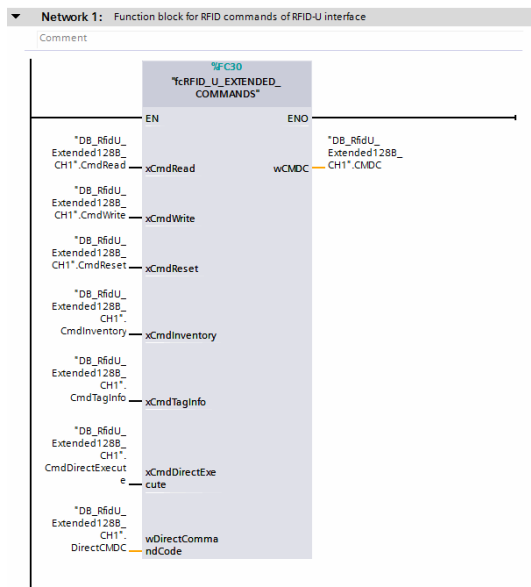 Network 1: Function block for RFID commands of RFID-U interface
Comment
%FC30
"fcRFID_U_EXTENDED_
COMMANDS"
EN
ENO
"DB_RfidU_
Extended128B_
CH1".CmdRead
xCmdRead
wCMDC
"DB_RfidU_
Extended128B_
CH1".CMDC
"DB_RfidU_
Extended128B_
CH1".CmdWrite
xCmdWrite
"DB_RfidU_
Extended128B_
CH1".CmdReset
xCmdReset
"DB_RfidU_
Extended128B_
CH1".
CmdInventory
xCmdInventory
"DB_RfidU_
Extended128B_
CH1".
CmdTagInfo
xCmdTagInfo
"DB_RfidU_
Extended128B_
CH1".
CmdDirectExecut
e
xCmdDirectExe
cute
"DB_RfidU_
Extended128B_
CH1".
DirectCMDC
wDirectComma
ndCode